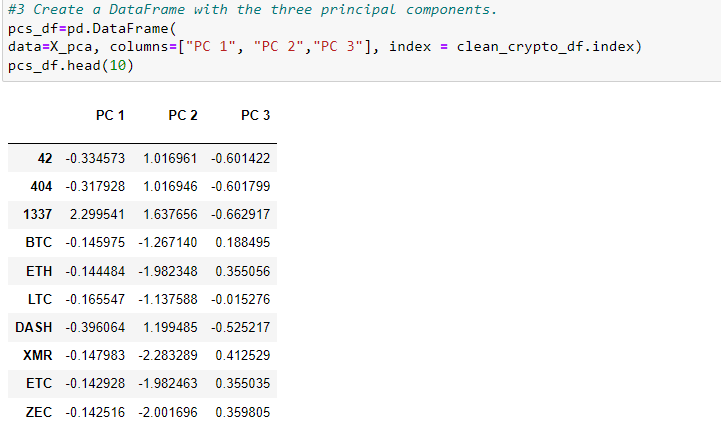 #3 Create a DataFrame with the three principal components.
pcs_df=pd.DataFrame(
data=X_pca, columns=["PC 1", "PC 2","PC 3"], index = clean_crypto_df.index)
pcs_df.head(10)
PC 1 PC 2 PC 3
42 -0.334573 1.016961 -0.601422
404 -0.317928 1.016946 -0.601799
1337 2.299541 1.637656 -0.662917
BTC -0.145975 -1.267140 0.188495
ETH -0.144484 -1.982348 0.355056
LTC -0.165547 -1.137588 -0.015276
DASH -0.396064 1.199485 -0.525217
XMR -0.147983 -2.283289 0.412529
ETC -0.142928 -1.982463 0.355035
ZEC -0.142516 -2.001696 0.359805